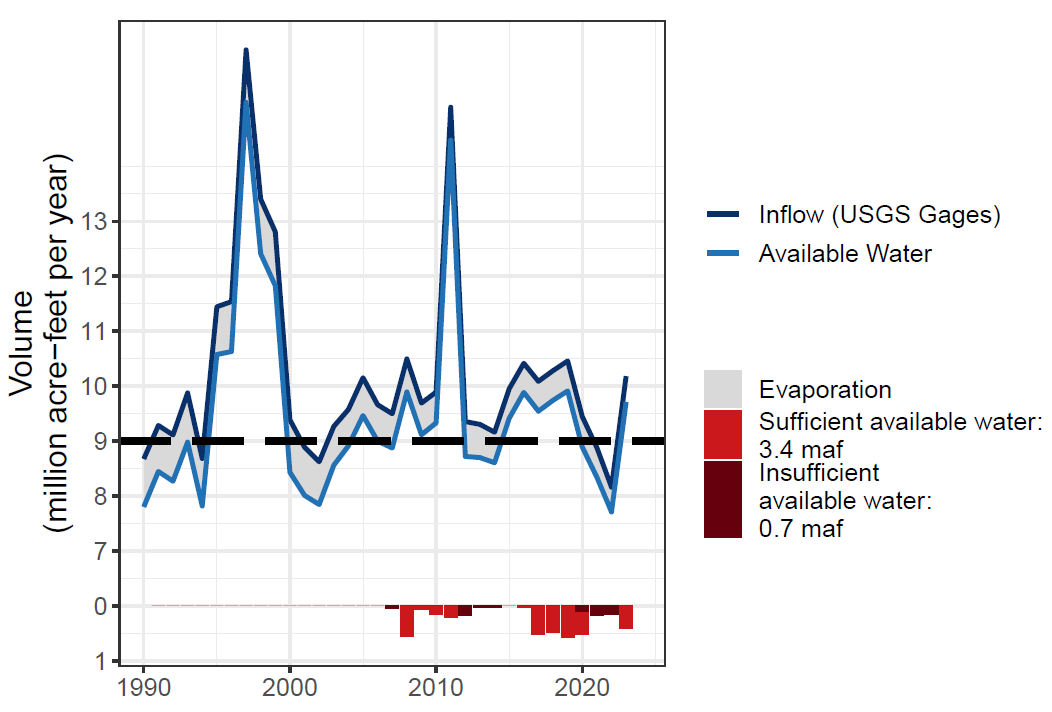 Volume
(million acre−feet per year)
13
12
11
10
9
8
7
0
1
1990
2000
2010
2020
Inflow (USGS Gages)
Available Water
Evaporation
Sufficient available water:
3.4 maf
Insufficient
available water:
0.7 maf